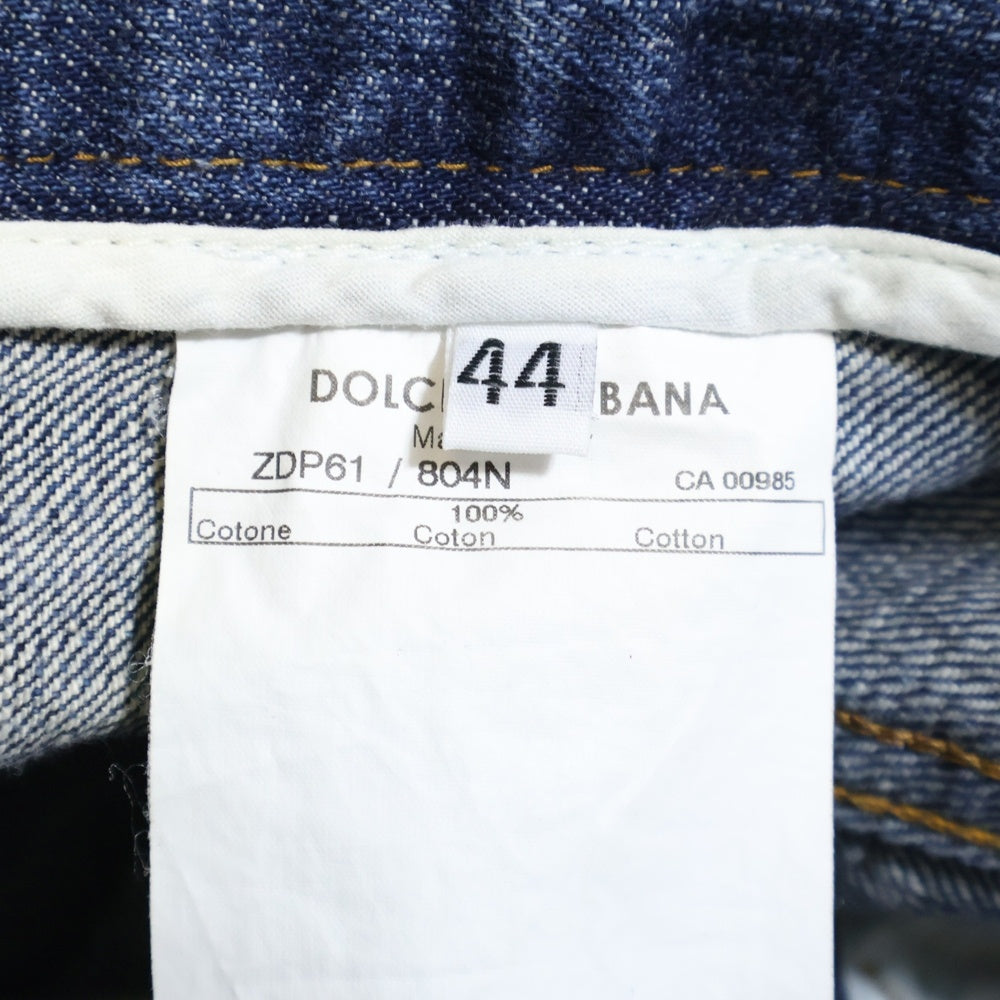 44
DOLC BANA
Ma
ZDP61 / 804N CA 00985
100%
Cotone Coton Cotton